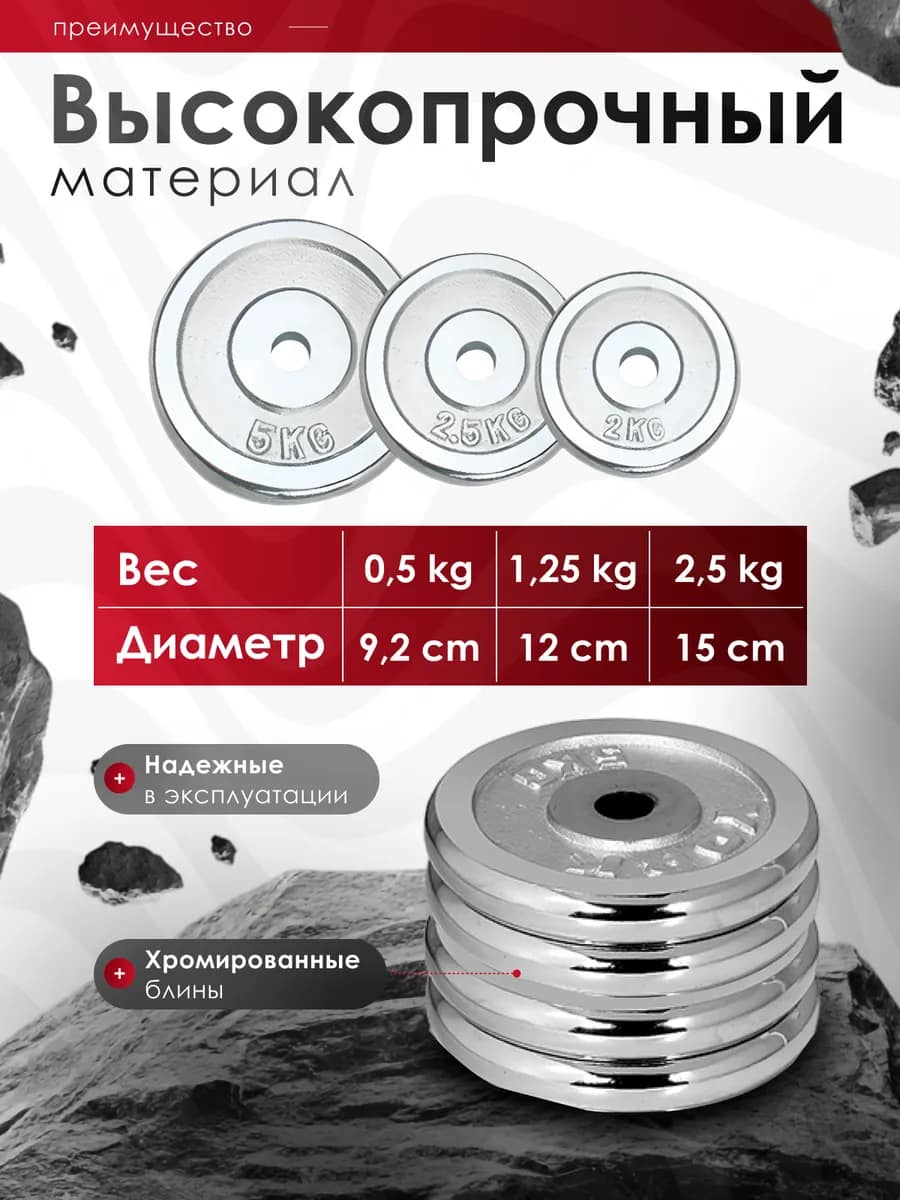 преимущество
Высокопрочный
материал
5KG
2.5KG
2KG
Вес 0,5 kg 1,25 kg 2,5 kg
Диаметр 9,2 cm 12 cm 15 cm
+ Надежные
в эксплуатации
+ Хромированные
блины